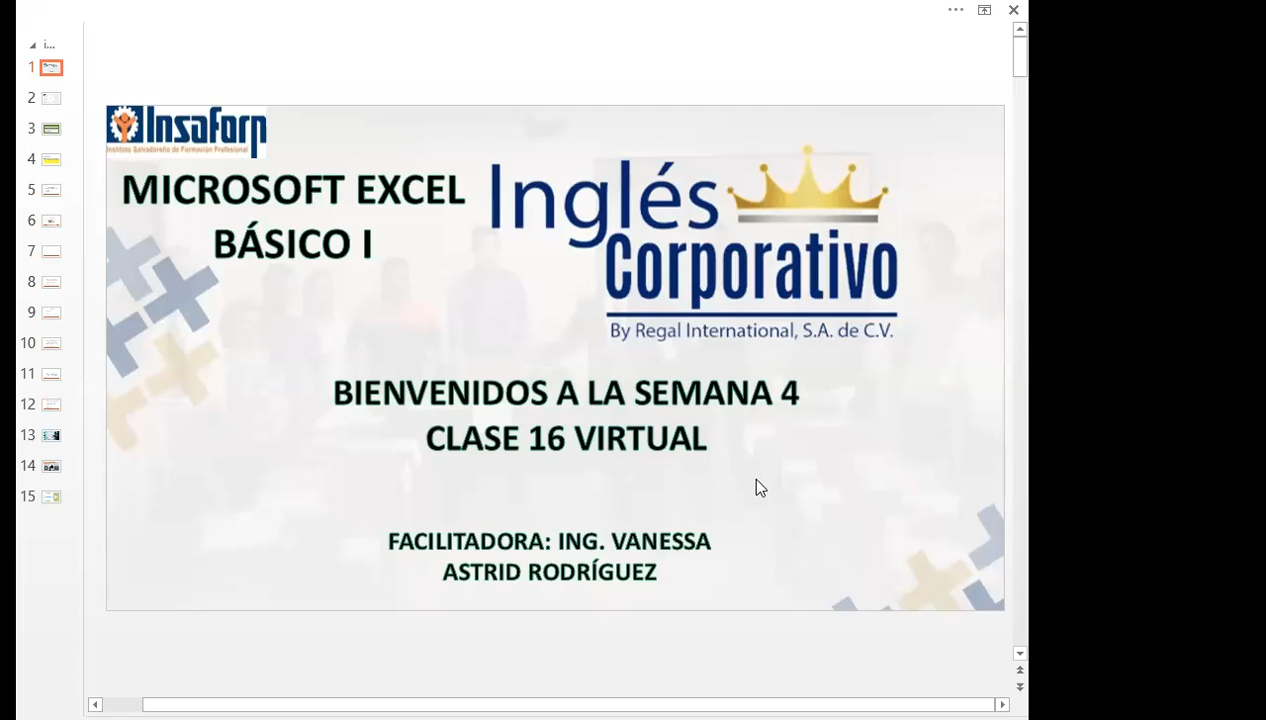 i...
1
2
3
4
5
6
7
8
9
10
11
12
13
14
15
Insaforp
Instituto Salvadoreño de Formación Profesional
MICROSOFT EXCEL
BÁSICO I
Inglés
Corporativo
By Regal International, S.A. de C.V.
BIENVENIDOS A LA SEMANA 4
CLASE 16 VIRTUAL
FACILITADORA: ING. VANESSA
ASTRID RODRÍGUEZ